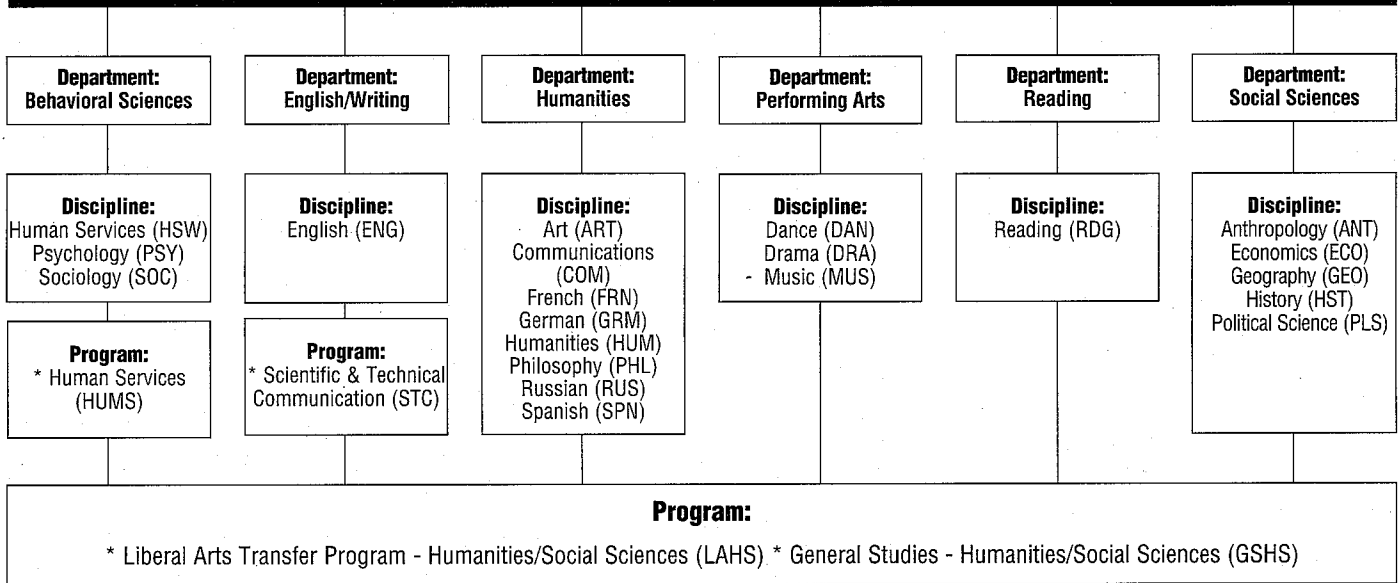 Department:
Behavioral Sciences
Department:
English/Writing
Department:
Humanities
Department:
Performing Arts
Department:
Reading
Department:
Social Sciences
Discipline:
Human Services (HSW)
Psychology (PSY)
Sociology (SOC)
Discipline:
English (ENG)
Discipline:
Art (ART)
Communications
(COM)
French (FRN)
German (GRM)
Humanities (HUM)
Philosophy (PHL)
Russian (RUS)
Spanish (SPN)
Discipline:
Dance (DAN)
Drama (DRA)
- Music (MUS)
Discipline:
Reading (RDG)
Discipline:
Anthropology (ANT)
Economics (ECO)
Geography (GEO)
History (HST)
Political Science (PLS)
Program:
* Human Services
(HUMS)
Program:
* Scientific & Technical
Communication (STC)
Program:
* Liberal Arts Transfer Program - Humanities/Social Sciences (LAHS) * General Studies - Humanities/Social Sciences (GSHS)